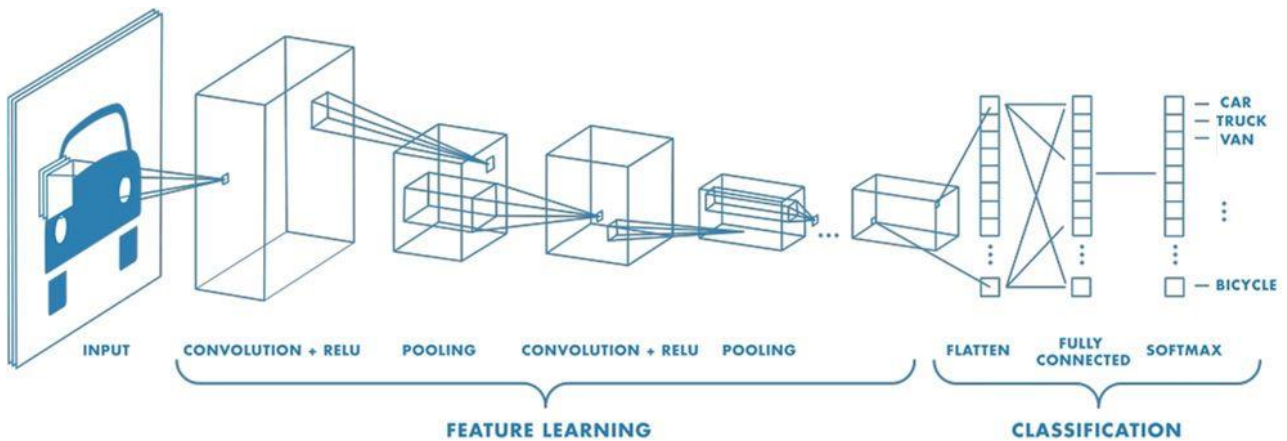 CAR
TRUCK
VAN
BICYCLE
INPUT
CONVOLUTION + RELU
POOLING
CONVOLUTION + RELU
POOLING
FLATTEN
FULLY
CONNECTED
SOFTMAX
FEATURE LEARNING
CLASSIFICATION